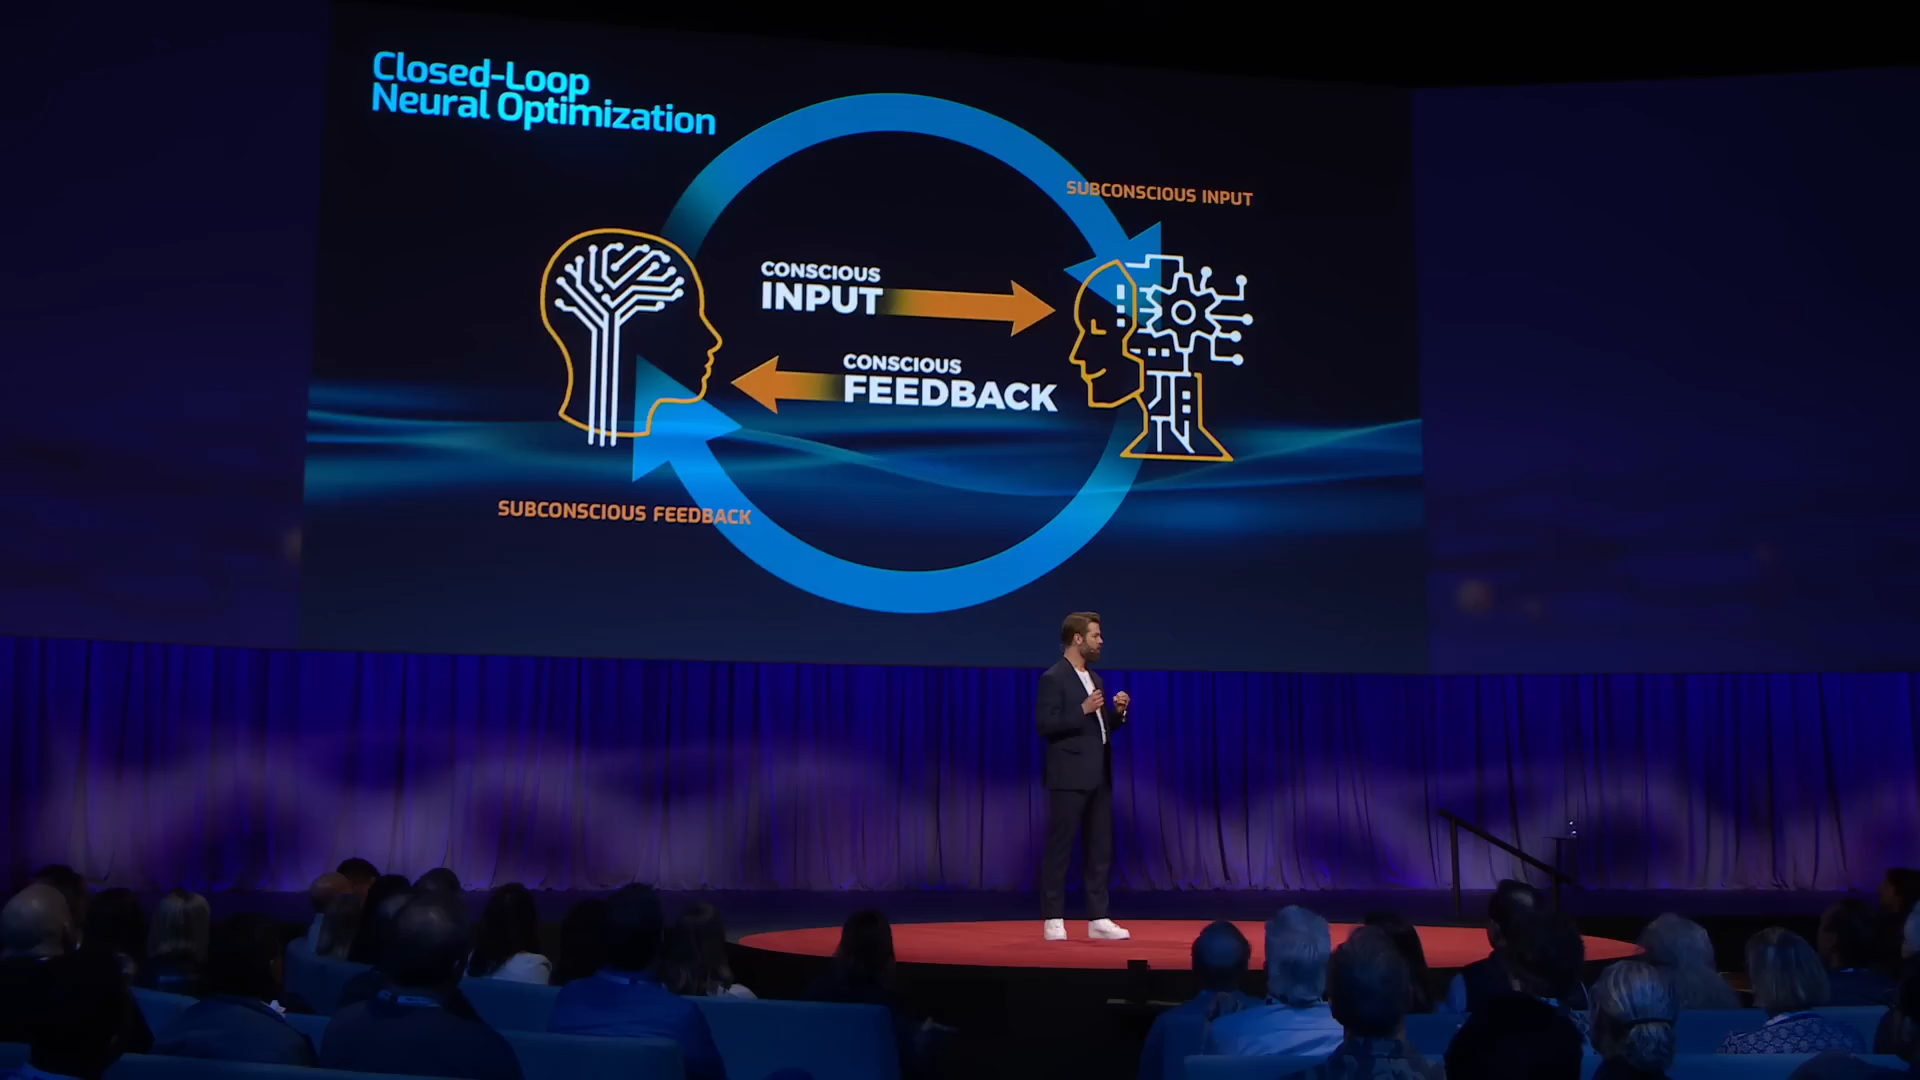 Closed-Loop
Neural Optimization
SUBCONSCIOUS INPUT
CONSCIOUS
INPUT
CONSCIOUS
FEEDBACK
SUBCONSCIOUS FEEDBACK